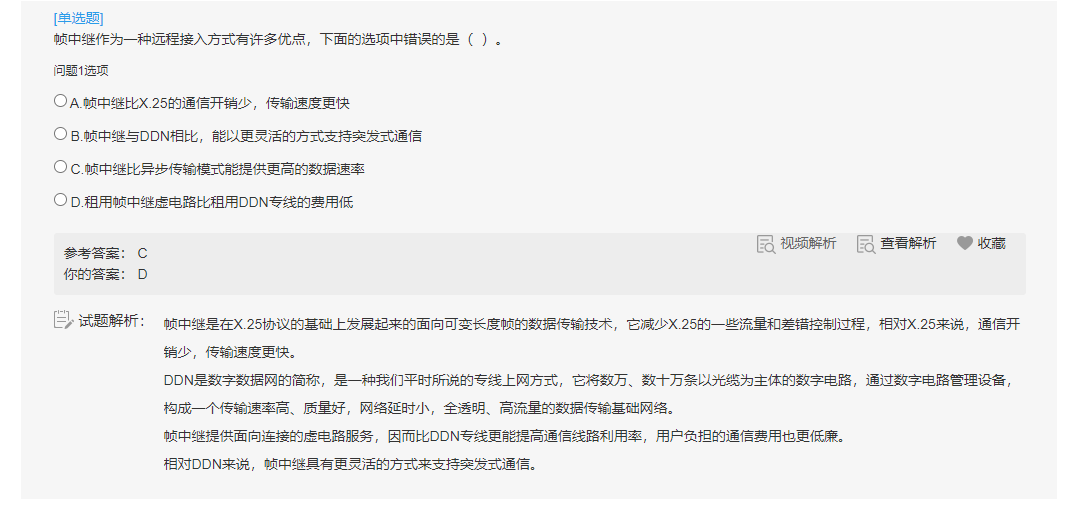 [单选题]
帧中继作为一种远程接入方式有许多优点，下面的选项中错误的是（ ）。
问题1选项
A.帧中继比X.25的通信开销少，传输速度更快
B.帧中继与DDN相比，能以更灵活的方式支持突发式通信
C.帧中继比异步传输模式能提供更高的数据速率
D.租用帧中继虚电路比租用DDN专线的费用低
参考答案： C
视频解析 查看解析 收藏
你的答案： D
试题解析： 帧中继是在X.25协议的基础上发展起来的面向可变长度帧的数据传输技术，它减少X.25的一些流量和差错控制过程，相对X.25来说，通信开
销少，传输速度更快。
DDN是数字数据网的简称，是一种我们平时所说的专线上网方式，它将数万、数十万条以光缆为主体的数字电路，通过数字电路管理设备，
构成一个传输速率高、质量好，网络延时小，全透明、高流量的数据传输基础网络。
帧中继提供面向连接的虚电路服务，因而比DDN专线更能提高通信线路利用率，用户负担的通信费用也更低廉。
相对DDN来说，帧中继具有更灵活的方式来支持突发式通信。